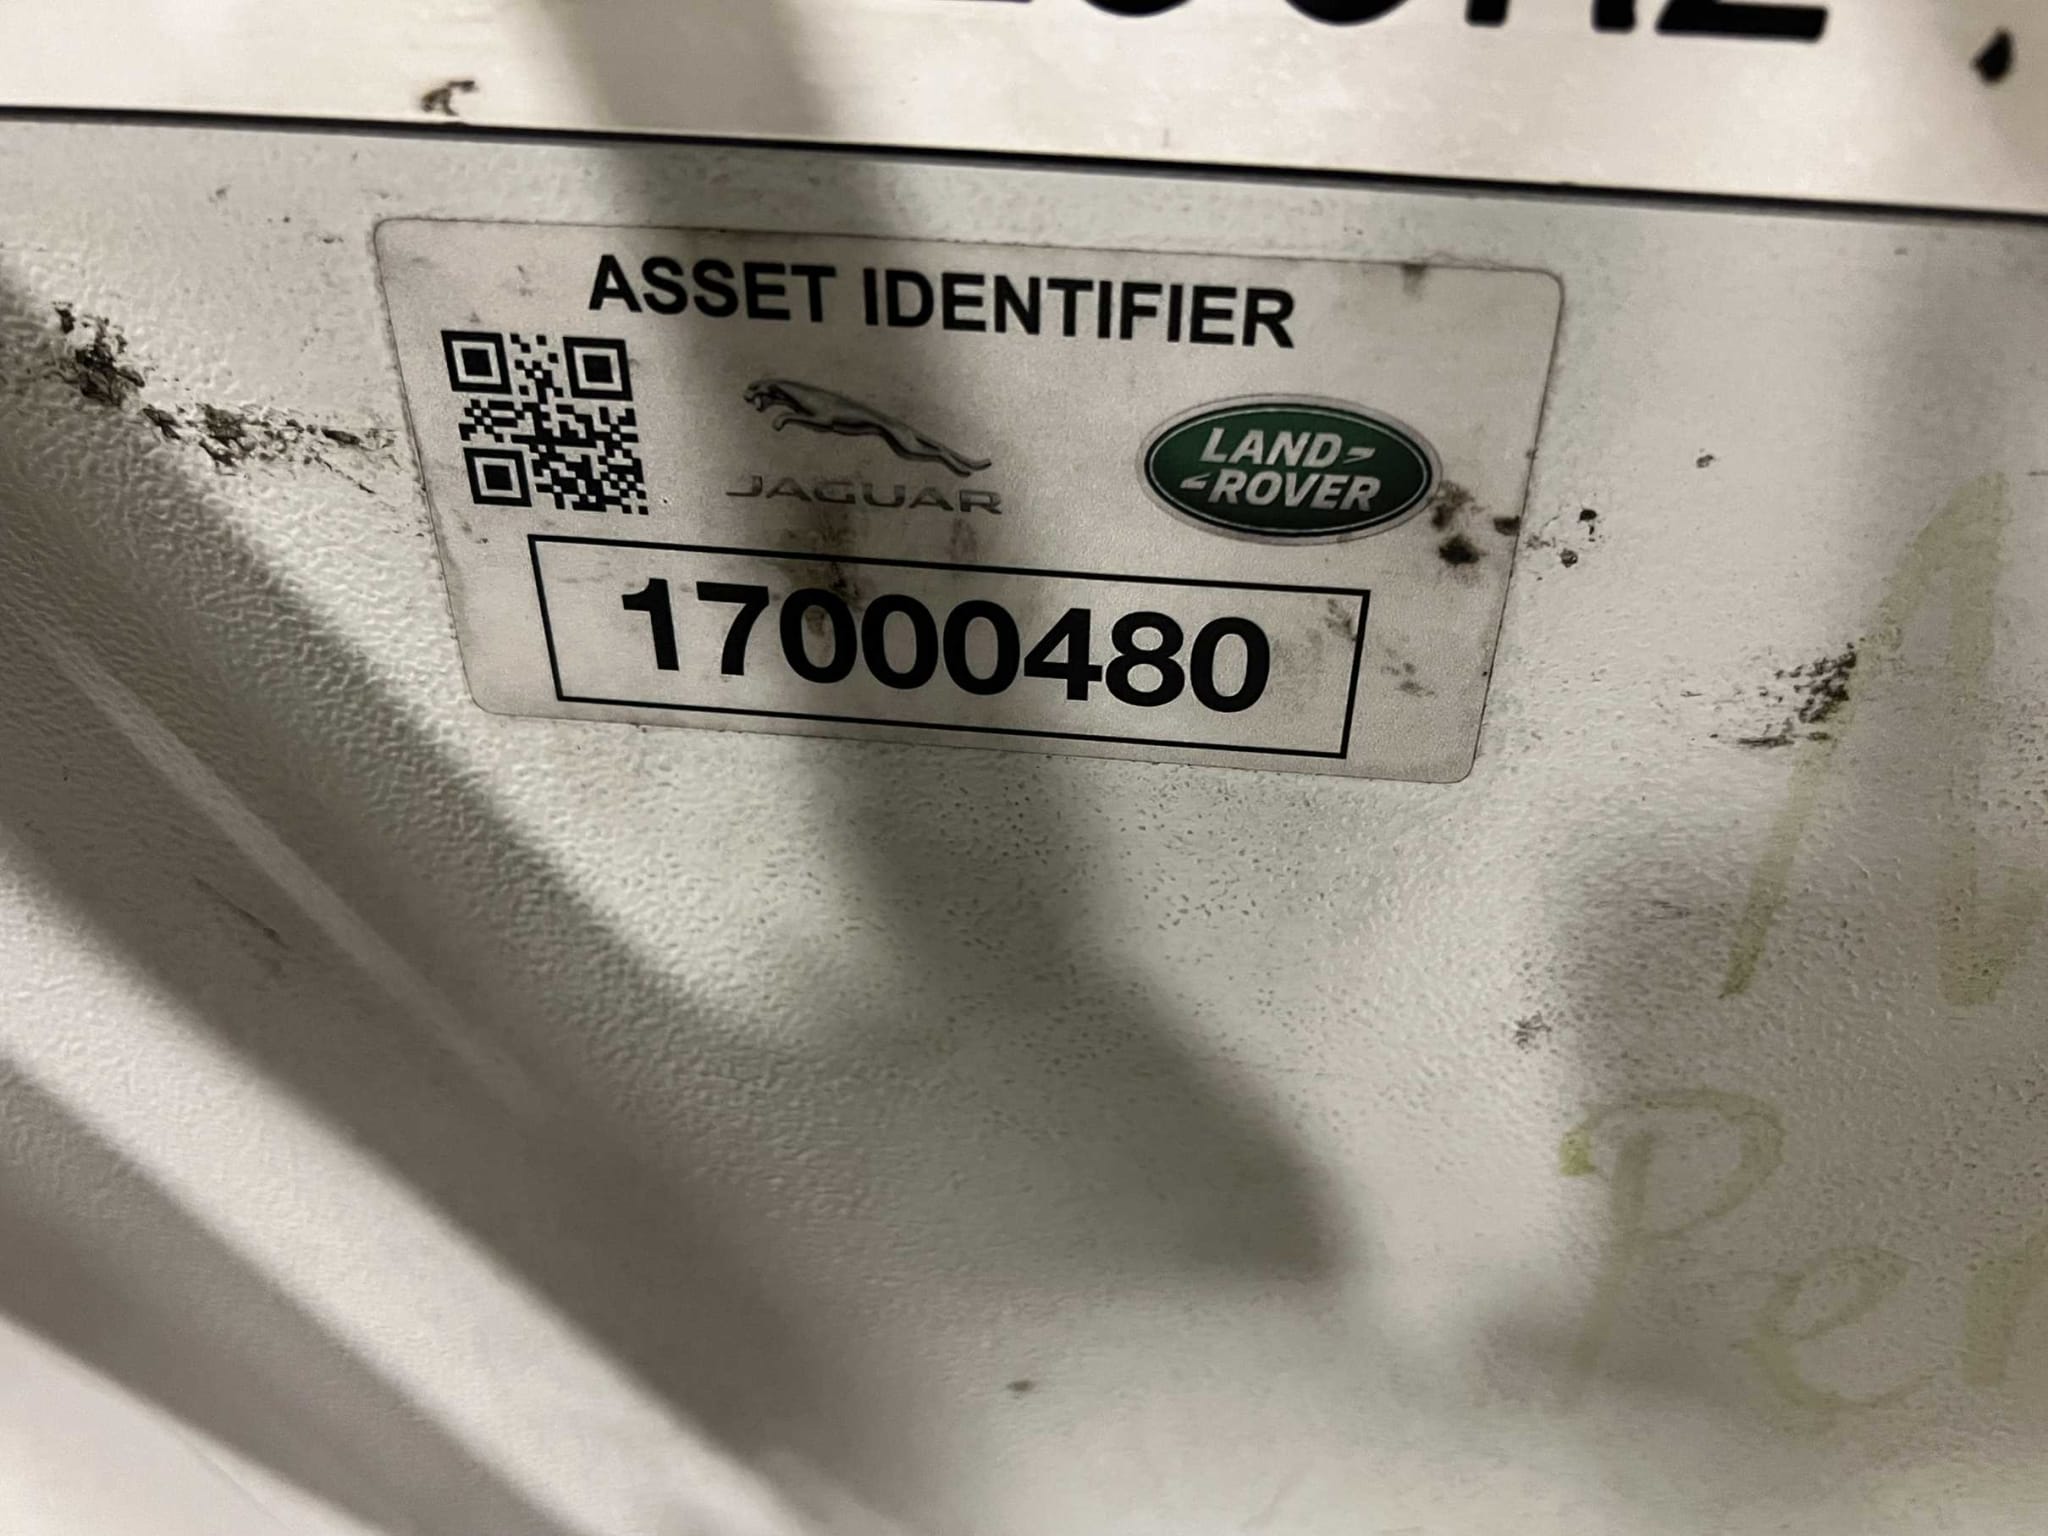 ASSET IDENTIFIER
JAGUAR
LAND-
ROVER
17000480